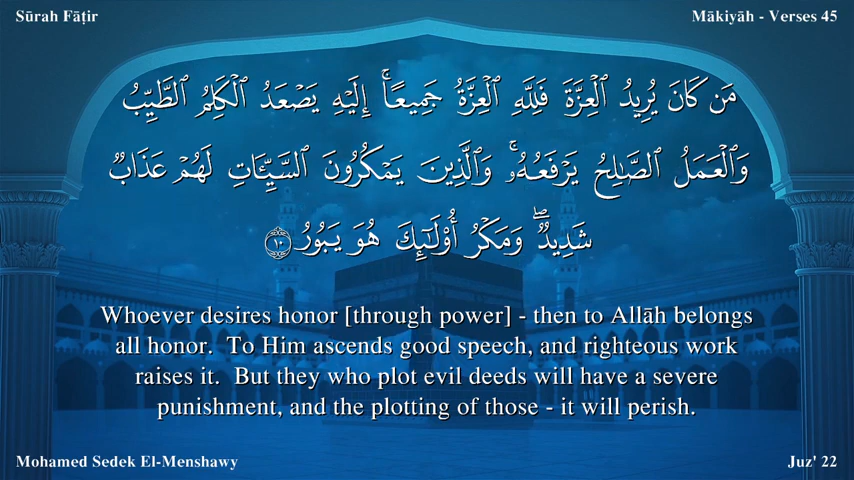 Sūrah Fāṭir
Mākiyāh - Verses 45
مَن كَانَ يُرِيدُ ٱلْعِزَّةَ فَلِلَّهِ ٱلْعِزَّةُ جَمِيعًا ۚ إِلَيْهِ يَصْعَدُ ٱلْكَلِمُ ٱلطَّيِّبُ
وَٱلْعَمَلُ ٱلصَّـٰلِحُ يَرْفَعُهُۥ ۚ وَٱلَّذِينَ يَمْكُرُونَ ٱلسَّيِّـَٔاتِ لَهُمْ عَذَابٌ
شَدِيدٌ ۖ وَمَكْرُ أُو۟لَـٰٓئِكَ هُوَ يَبُورُ ١٠
Whoever desires honor [through power] - then to Allāh belongs
all honor. To Him ascends good speech, and righteous work
raises it. But they who plot evil deeds will have a severe
punishment, and the plotting of those - it will perish.
Mohamed Sedek El-Menshawy
Juz' 22